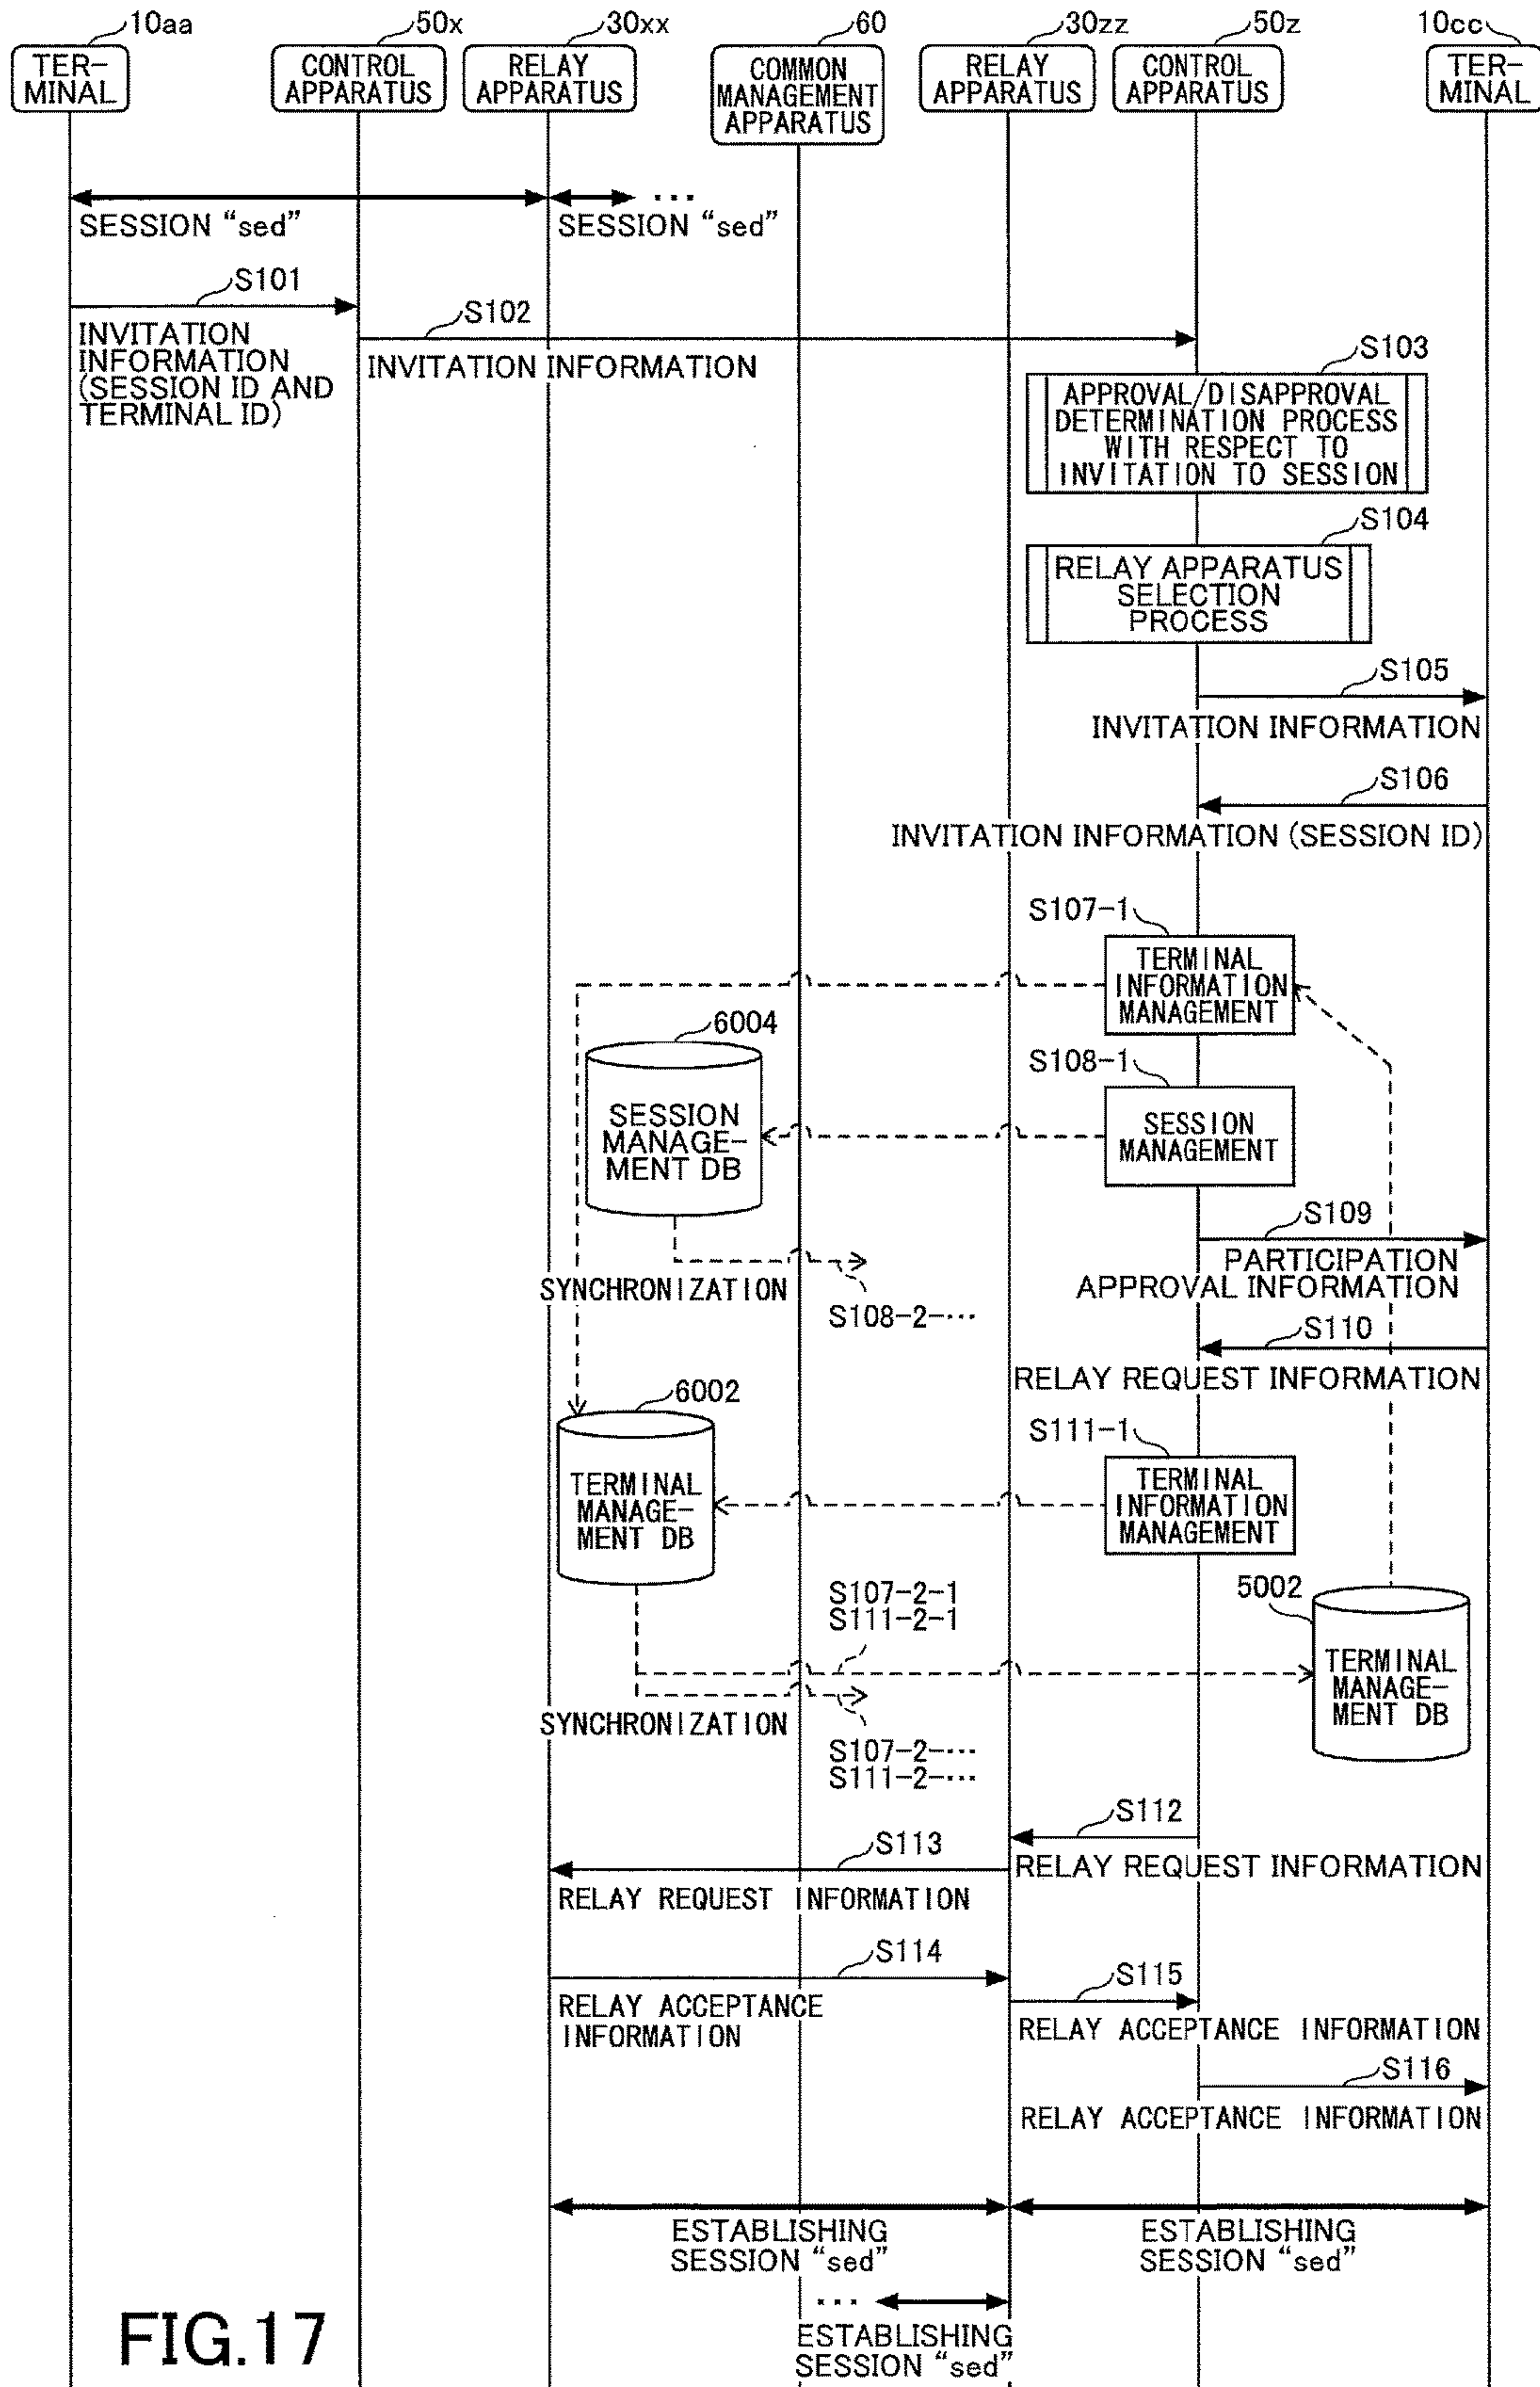 10aa
50x
30xx
60
30zz
50z
10cc
TER-
MINAL
CONTROL
APPARATUS
RELAY
APPARATUS
COMMON
MANAGEMENT
APPARATUS
RELAY
APPARATUS
CONTROL
APPARATUS
TER-
MINAL
...
SESSION “sed”
SESSION “sed”
S101
INVITATION
INFORMATION
(SESSION ID AND
TERMINAL ID)
S102
INVITATION INFORMATION
S103
APPROVAL/DISAPPROVAL
DETERMINATION PROCESS
WITH RESPECT TO
INVITATION TO SESSION
S104
RELAY APPARATUS
SELECTION
PROCESS
S105
INVITATION INFORMATION
S106
INVITATION INFORMATION (SESSION ID)
S107-1
TERMINAL
INFORMATION
MANAGEMENT
6004
SESSION
MANAGE-
MENT DB
S108-1
SESSION
MANAGEMENT
S109
PARTICIPATION
APPROVAL INFORMATION
SYNCHRONIZATION
S108-2-...
S110
RELAY REQUEST INFORMATION
6002
TERMINAL
MANAGE-
MENT DB
S111-1
TERMINAL
INFORMATION
MANAGEMENT
S107-2-1
S111-2-1
5002
TERMINAL
MANAGE-
MENT DB
SYNCHRONIZATION
S107-2-...
S111-2-...
S112
RELAY REQUEST INFORMATION
S113
RELAY REQUEST INFORMATION
S114
RELAY ACCEPTANCE
INFORMATION
S115
RELAY ACCEPTANCE INFORMATION
S116
RELAY ACCEPTANCE INFORMATION
ESTABLISHING
SESSION “sed”
ESTABLISHING
SESSION “sed”
...
ESTABLISHING
SESSION “sed”
FIG.17